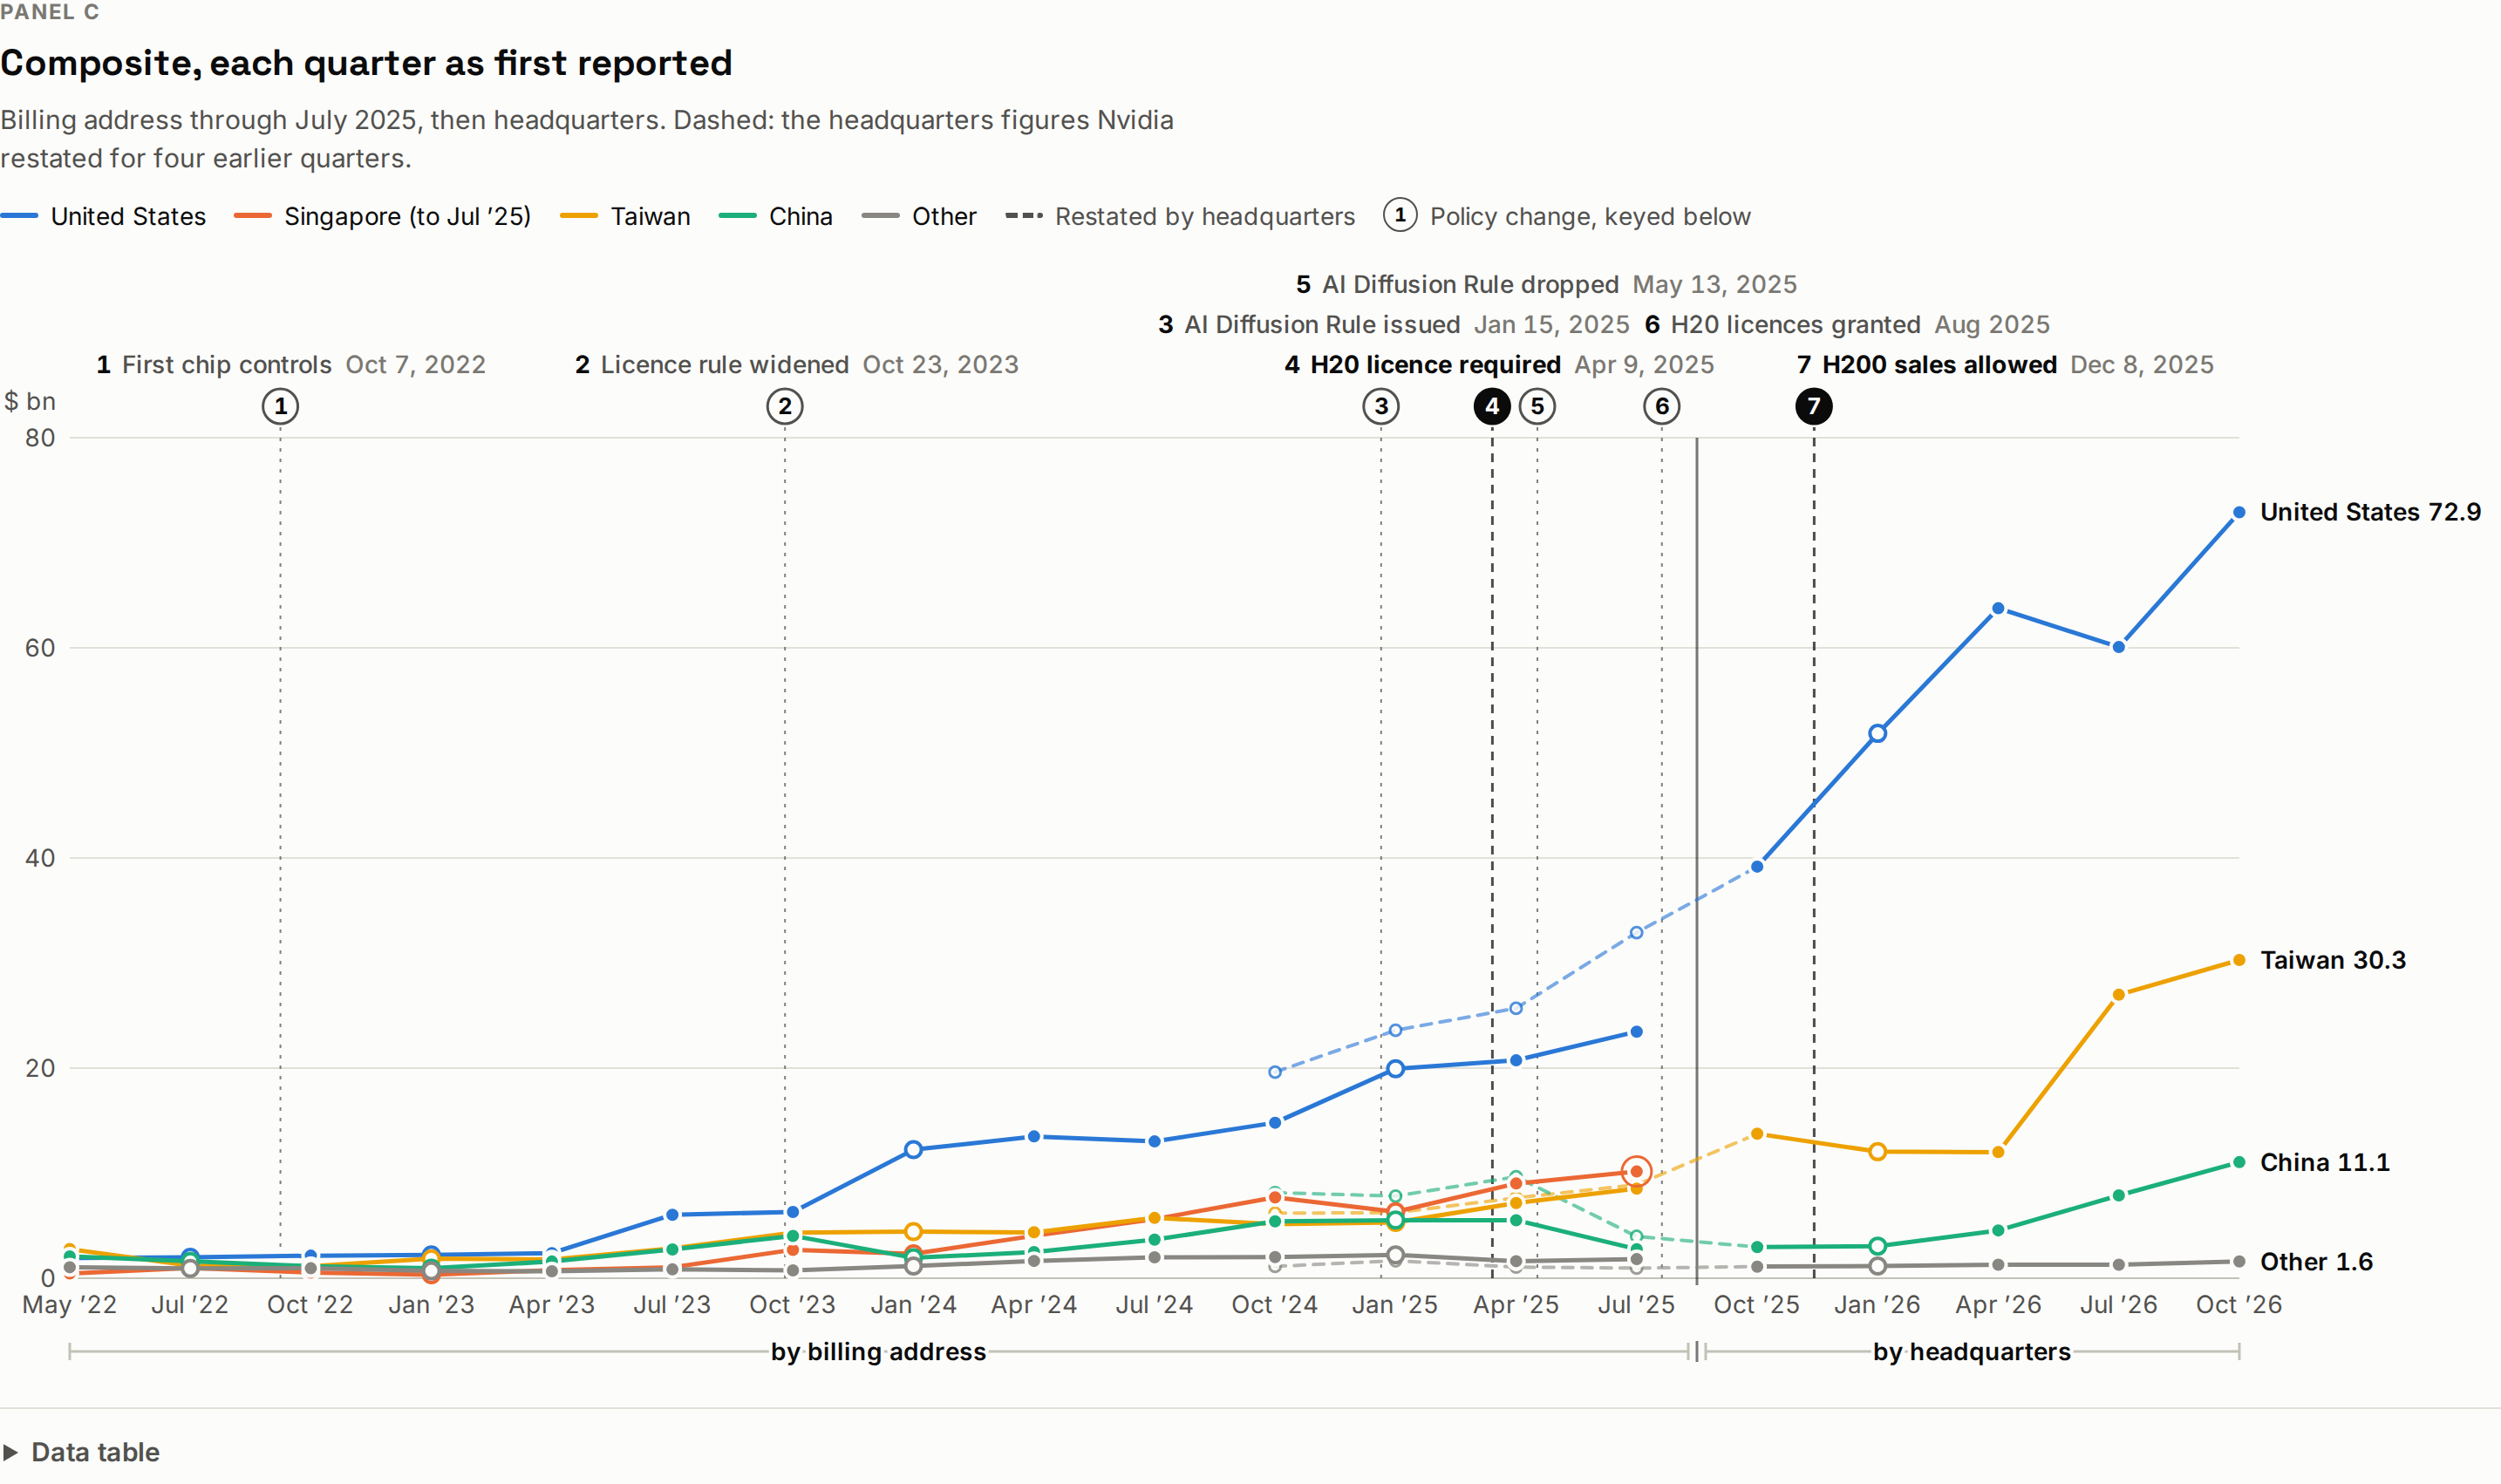 PANEL C
Composite, each quarter as first reported
Billing address through July 2025, then headquarters. Dashed: the headquarters figures Nvidia
restated for four earlier quarters.
United States Singapore (to Jul ’25) Taiwan China Other Restated by headquarters 1 Policy change, keyed below
5 AI Diffusion Rule dropped May 13, 2025
3 AI Diffusion Rule issued Jan 15, 2025 6 H20 licences granted Aug 2025
1 First chip controls Oct 7, 2022 2 Licence rule widened Oct 23, 2023 4 H20 licence required Apr 9, 2025 7 H200 sales allowed Dec 8, 2025
$ bn 1 2 3 4 5 6 7
80
United States 72.9
60
40
Taiwan 30.3
20
China 11.1
Other 1.6
0
May ’22 Jul ’22 Oct ’22 Jan ’23 Apr ’23 Jul ’23 Oct ’23 Jan ’24 Apr ’24 Jul ’24 Oct ’24 Jan ’25 Apr ’25 Jul ’25 Oct ’25 Jan ’26 Apr ’26 Jul ’26 Oct ’26
by billing address by headquarters
Data table